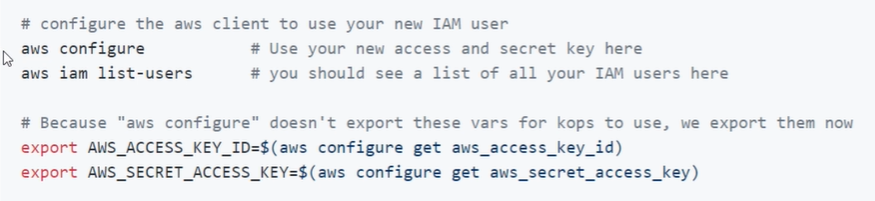 # configure the aws client to use your new IAM user
aws configure           # Use your new access and secret key here
aws iam list-users      # you should see a list of all your IAM users here

# Because "aws configure" doesn't export these vars for kops to use, we export them now
export AWS_ACCESS_KEY_ID=$(aws configure get aws_access_key_id)
export AWS_SECRET_ACCESS_KEY=$(aws configure get aws_secret_access_key)